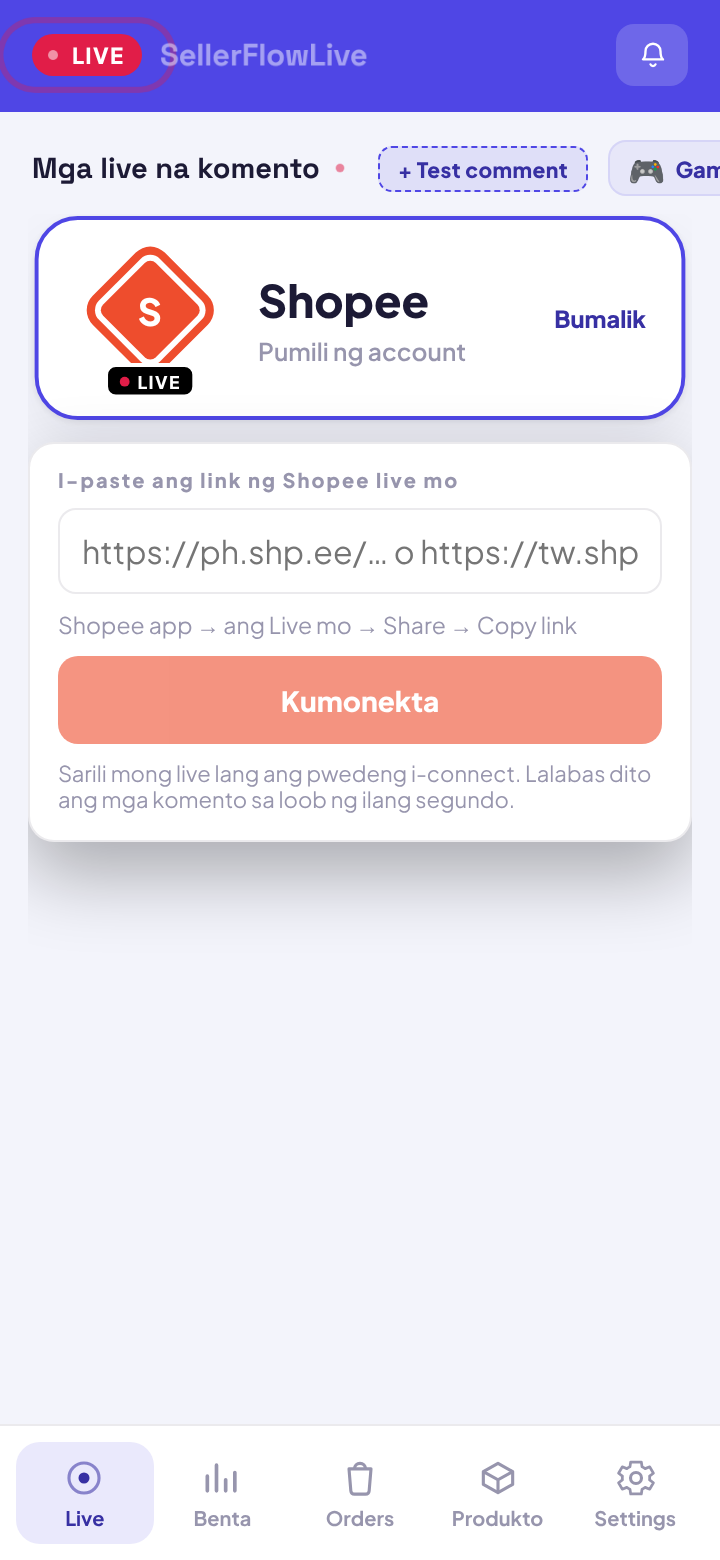 LIVE SellerFlowLive
Mga live na komento + Test comment 🎮 Gam
S
LIVE
Shopee
Pumili ng account
Bumalik
I-paste ang link ng Shopee live mo
https://ph.shp.ee/… o https://tw.shp
Shopee app → ang Live mo → Share → Copy link
Kumonekta
Sarili mong live lang ang pwedeng i-connect. Lalabas dito
ang mga komento sa loob ng ilang segundo.
Live Benta Orders Produkto Settings